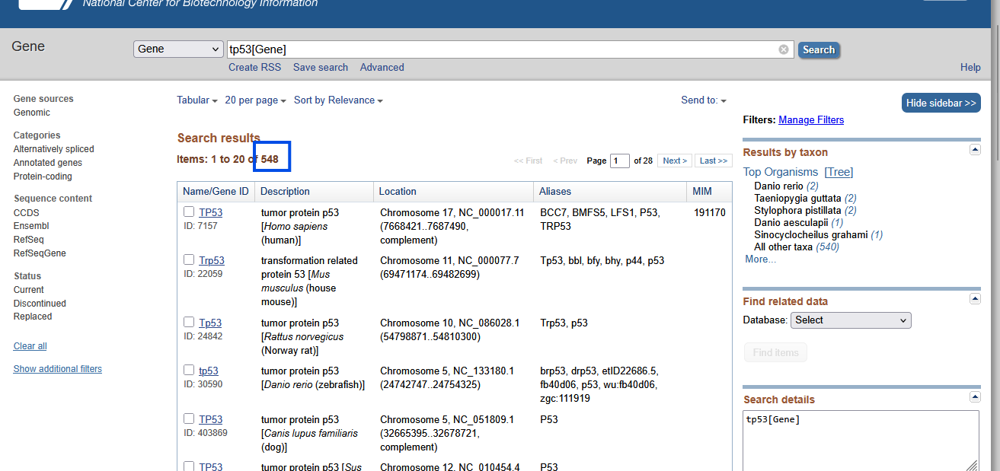 National Center for Biotechnology Information
Gene
Gene
tp53[Gene]
Search
Create RSS Save search Advanced
Help
Gene sources
Genomic
Categories
Alternatively spliced
Annotated genes
Protein-coding
Sequence content
CCDS
Ensembl
RefSeq
RefSeqGene
Status
Current
Discontinued
Replaced
Clear all
Show additional filters
Tabular 20 per page Sort by Relevance
Send to:
Search results
Items: 1 to 20 of 548
<< First < Prev Page 1 of 28 Next > Last >>
Name/Gene ID Description Location Aliases MIM
TP53
ID: 7157
tumor protein p53
[Homo sapiens
(human)]
Chromosome 17, NC_000017.11
(7668421..7687490,
complement)
BCC7, BMFS5, LFS1, P53,
TRP53
191170
Trp53
ID: 22059
transformation related
protein 53 [Mus
musculus (house
mouse)]
Chromosome 11, NC_000077.7
(69471174..69482699)
Tp53, bbl, bfy, bhy, p44, p53
Tp53
ID: 24842
tumor protein p53
[Rattus norvegicus
(Norway rat)]
Chromosome 10, NC_086028.1
(54798871..54810300)
Trp53, p53
tp53
ID: 30590
tumor protein p53
[Danio rerio (zebrafish)]
Chromosome 5, NC_133180.1
(24742747..24754325)
brp53, drp53, etID22686.5,
fb40d06, p53, wu:fb40d06,
zgc:111919
TP53
ID: 403869
tumor protein p53
[Canis lupus familiaris
(dog)]
Chromosome 5, NC_051809.1
(32665395..32678721,
complement)
P53
TP53
tumor protein p53 [Sus
Chromosome 12, NC_010454.4
P53
Hide sidebar >>
Filters: Manage Filters
Results by taxon
Top Organisms [Tree]
Danio rerio (2)
Taeniopygia guttata (2)
Stylophora pistillata (2)
Danio aesculapii (1)
Sinocyclocheilus grahami (1)
All other taxa (540)
More...
Find related data
Database: Select
Find items
Search details
tp53[Gene]